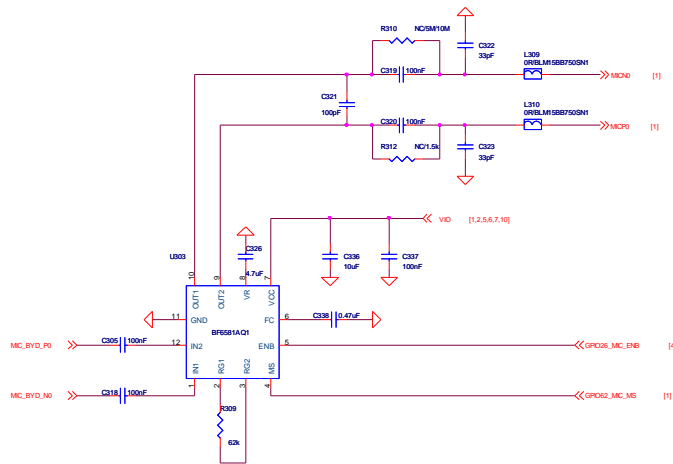 R310 NC/5M/10M
C322
33pF
L309
0R/BLM15BB750SN1
C319 100nF
MICN0 [1]
C321
100pF
L310
0R/BLM15BB750SN1
C320 100nF
MICP0 [1]
R312 NC/1.5k
C323
33pF
VIO [1,2,5,6,7,10]
C326
4.7uF
U303
C336
10uF
C337
100nF
10 9 8 7
OUT1 OUT2 VR VCC
11 GND FC 6
C338 0.47uF
BF6581AQ1
MIC_BYD_P0 C305 100nF 12 IN2 ENB 5 GPIO26_MIC_ENB [4
IN1 RG1 RG2 MS
1 2 3 4
MIC_BYD_N0 C318 100nF
GPIO62_MIC_MS [1]
R309
62k